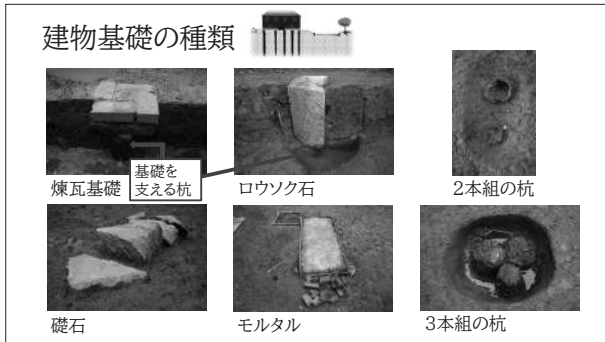 建物基礎の種類
煉瓦基礎
基礎を
支える杭
ロウソク石
2本組の杭
礎石
モルタル
3本組の杭